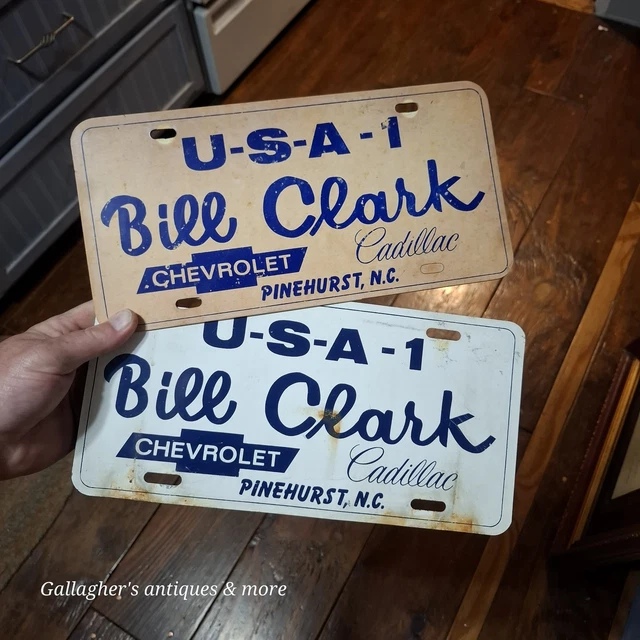 U-S-A-1
Bill Clark
CHEVROLET
Cadillac
PINEHURST, N.C.
U-S-A-1
Bill Clark
CHEVROLET
Cadillac
PINEHURST, N.C.
Gallagher's antiques & more